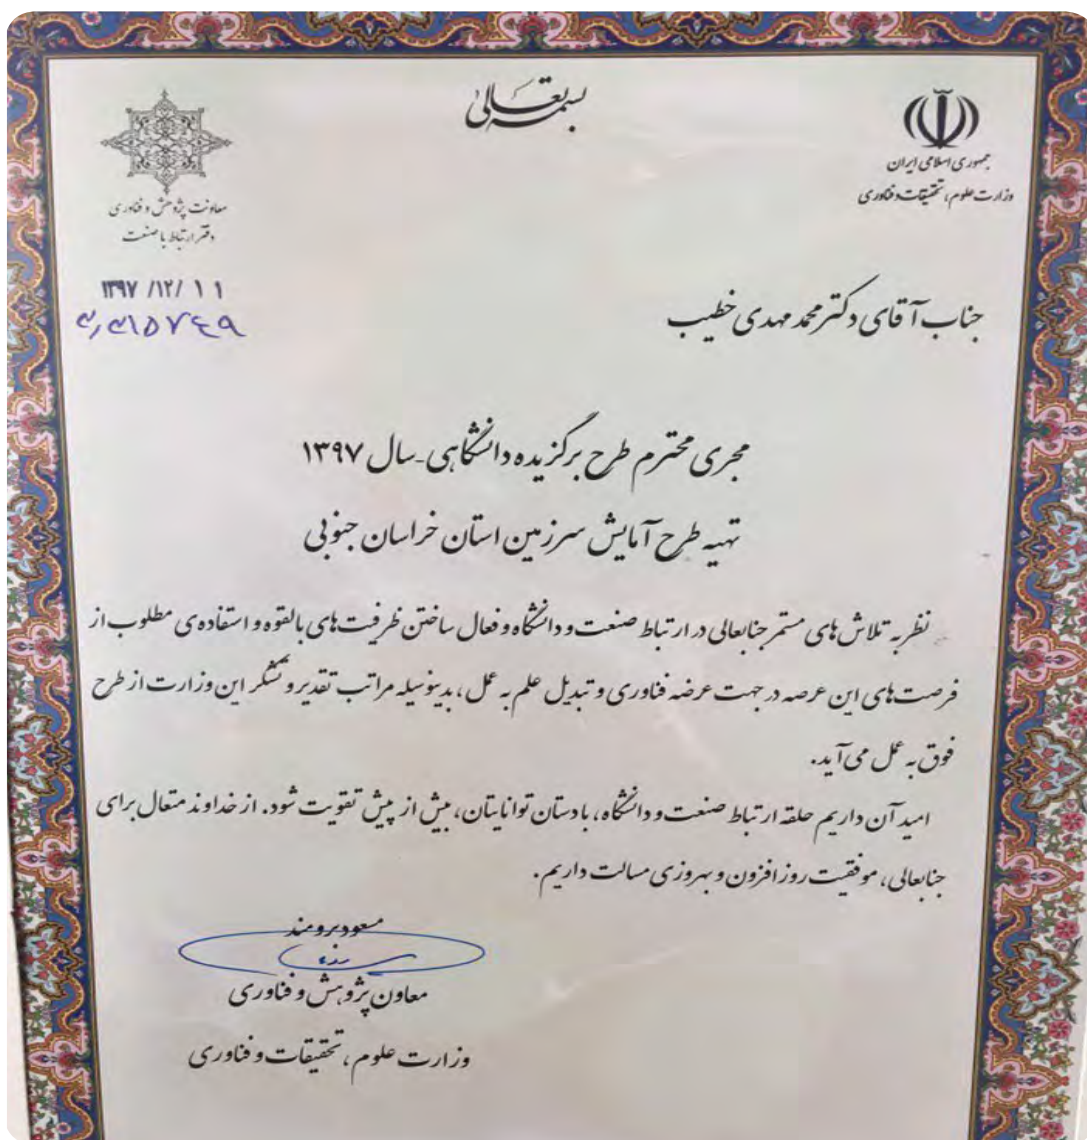 بسمه تعالی
جمهوری اسلامی ایران
وزارت علوم، تحقیقات و فناوری
معاونت پژوهش و فناوری
دفتر ارتباط با صنعت
۱۳۹۷ /۱۲/ ۱ ۱
۳/۳۱۵۷۴۹
جناب آقای دکتر محمد مهدی خطیب
مجری محترم طرح برگزیده دانشگاهی-سال ۱۳۹۷
تهیه طرح آمایش سرزمین استان خراسان جنوبی
نظر به تلاش های مستمر جنابعالی در ارتباط صنعت و دانشگاه و فعال ساختن ظرفیت های بالقوه و استفاده ی مطلوب از
فرصت های این عرصه در جهت عرضه فناوری و تبدیل علم به عمل، بدینوسیله مراتب تقدیر و تشکر این وزارت از طرح
فوق به عمل می آید.
امید آن داریم حلقه ارتباط صنعت و دانشگاه، با دستان توانایتان، بیش از پیش تقویت شود. از خداوند متعال برای
جنابعالی، موفقیت روز افزون و بهروزی مسالت داریم.
مسعود برومند
معاون پژوهش و فناوری
وزارت علوم، تحقیقات و فناوری